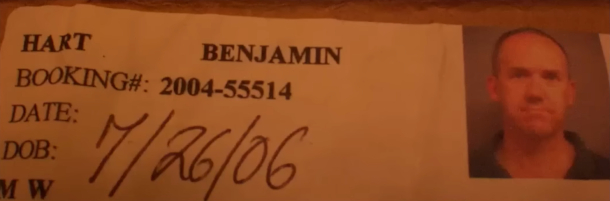 HART BENJAMIN
BOOKING#: 2004-55514
DATE:
7/26/06
DOB:
M W